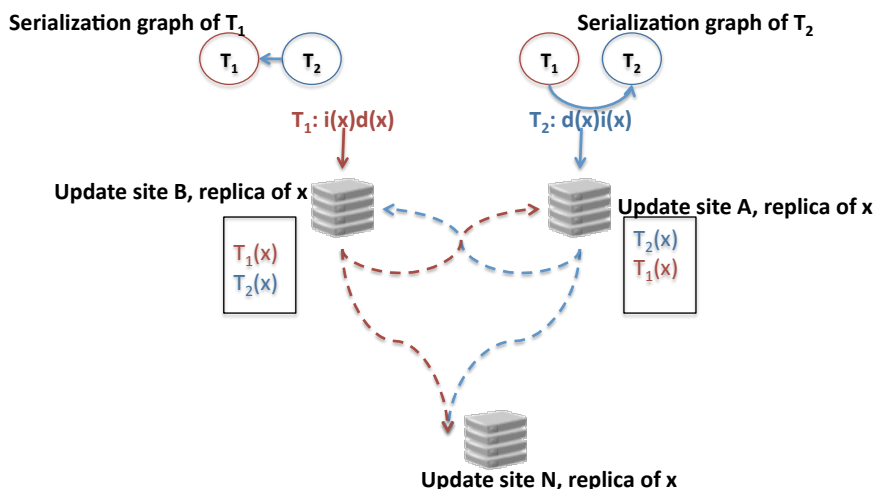 Serialization graph of T₁
Serialization graph of T₂
T₁ T₂
T₁ T₂
T₁: i(x)d(x)
T₂: d(x)i(x)
Update site B, replica of x
Update site A, replica of x
T₁(x)
T₂(x)
T₂(x)
T₁(x)
Update site N, replica of x